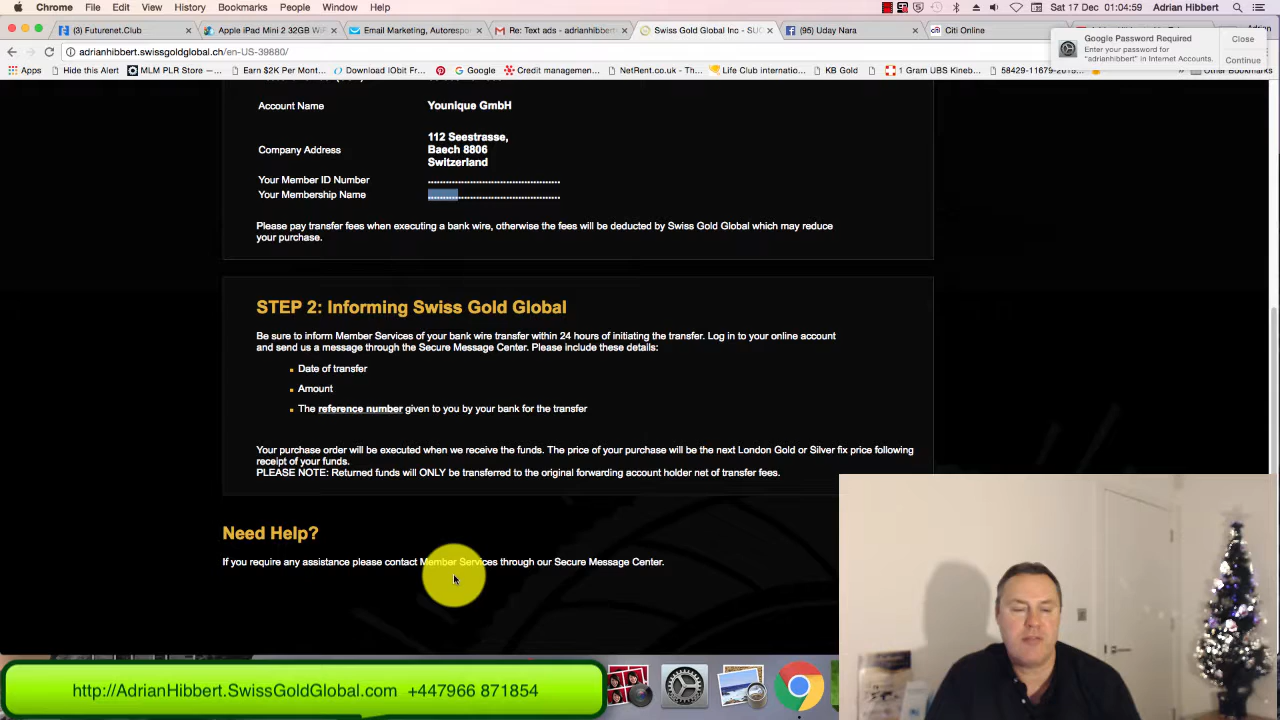 Chrome File Edit View History Bookmarks People Window Help
Sat 17 Dec 01:04:59 Adrian Hibbert
(3) Futurenet.Club
Apple iPad Mini 2 32GB WiF
Email Marketing, Autorespon
Re: Text ads - adrianhibbert
Swiss Gold Global Inc - SUC
(95) Uday Nara
Citi Online
Google Password Required
Enter your password for
"adrianhibbert" in Internet Accounts.
Close
Continue
adrianhibbert.swissgoldglobal.ch/en-US-39880/
Apps
Hide this Alert
MLM PLR Store —
Earn $2K Per Mont...
Download IObit Fr...
Google
Credit managemen...
NetRent.co.uk - Th...
Life Club internatio...
KB Gold
1 Gram UBS Kineb...
58429-11679-2015...
Other Bookmarks
Account Name Younique GmbH
112 Seestrasse,
Company Address Baech 8806
Switzerland
Your Member ID Number ............................................
Your Membership Name ............................................
Please pay transfer fees when executing a bank wire, otherwise the fees will be deducted by Swiss Gold Global which may reduce
your purchase.
STEP 2: Informing Swiss Gold Global
Be sure to inform Member Services of your bank wire transfer within 24 hours of initiating the transfer. Log in to your online account
and send us a message through the Secure Message Center. Please include these details:
Date of transfer
Amount
The reference number given to you by your bank for the transfer
Your purchase order will be executed when we receive the funds. The price of your purchase will be the next London Gold or Silver fix price following
receipt of your funds.
PLEASE NOTE: Returned funds will ONLY be transferred to the original forwarding account holder net of transfer fees.
Need Help?
If you require any assistance please contact Member Services through our Secure Message Center.
http://AdrianHibbert.SwissGoldGlobal.com +447966 871854